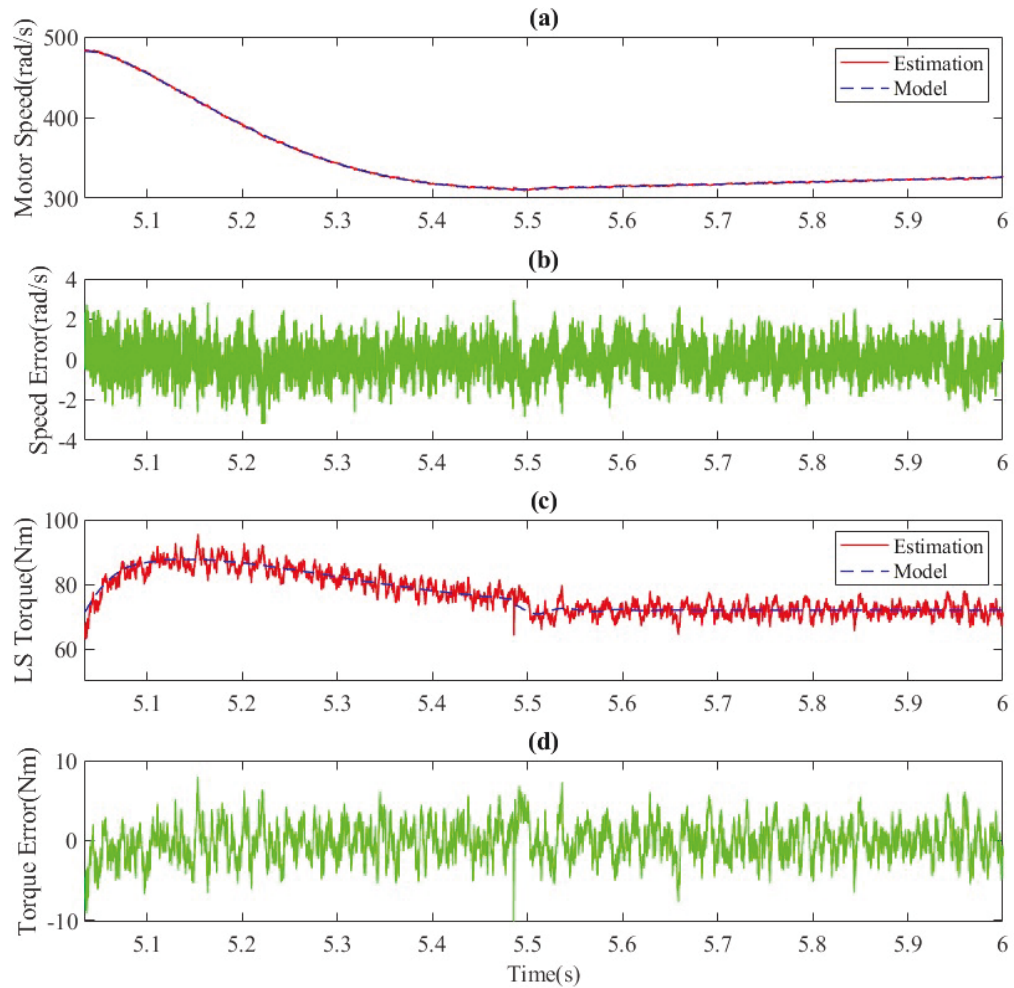 (a)
Motor Speed(rad/s)
500
400
300
Estimation
Model
5.1 5.2 5.3 5.4 5.5 5.6 5.7 5.8 5.9 6
(b)
Speed Error(rad/s)
4
2
0
-2
-4
5.1 5.2 5.3 5.4 5.5 5.6 5.7 5.8 5.9 6
(c)
LS Torque(Nm)
100
80
60
Estimation
Model
5.1 5.2 5.3 5.4 5.5 5.6 5.7 5.8 5.9 6
(d)
Torque Error(Nm)
10
0
-10
5.1 5.2 5.3 5.4 5.5 5.6 5.7 5.8 5.9 6
Time(s)